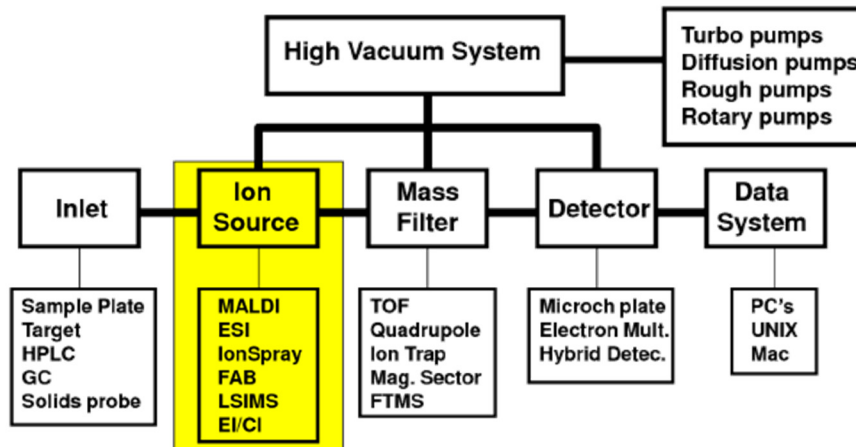 High Vacuum System
Turbo pumps
Diffusion pumps
Rough pumps
Rotary pumps
Inlet
Ion
Source
Mass
Filter
Detector
Data
System
Sample Plate
Target
HPLC
GC
Solids probe
MALDI
ESI
IonSpray
FAB
LSIMS
EI/CI
TOF
Quadrupole
Ion Trap
Mag. Sector
FTMS
Microch plate
Electron Mult.
Hybrid Detec.
PC's
UNIX
Mac